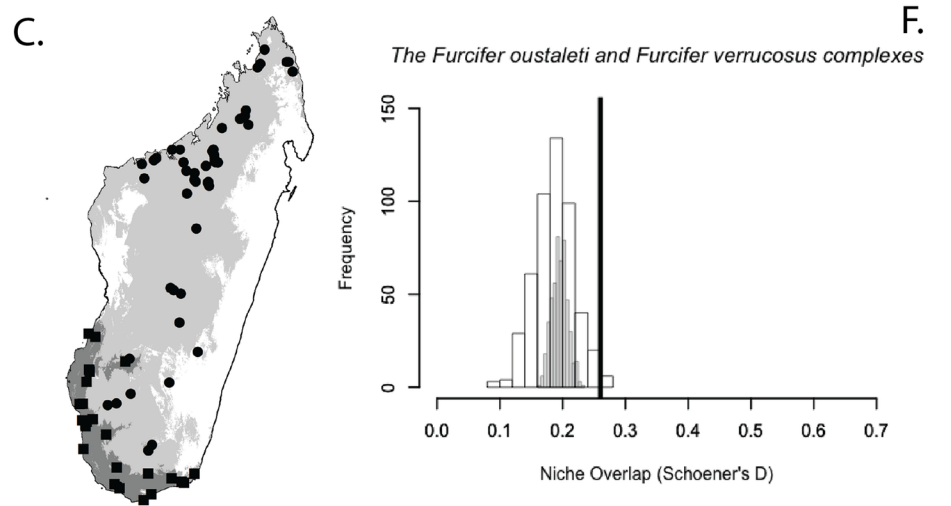 C.
F.
The Furcifer oustaleti and Furcifer verrucosus complexes
150
100
50
0
Frequency
0.0 0.1 0.2 0.3 0.4 0.5 0.6 0.7
Niche Overlap (Schoener's D)